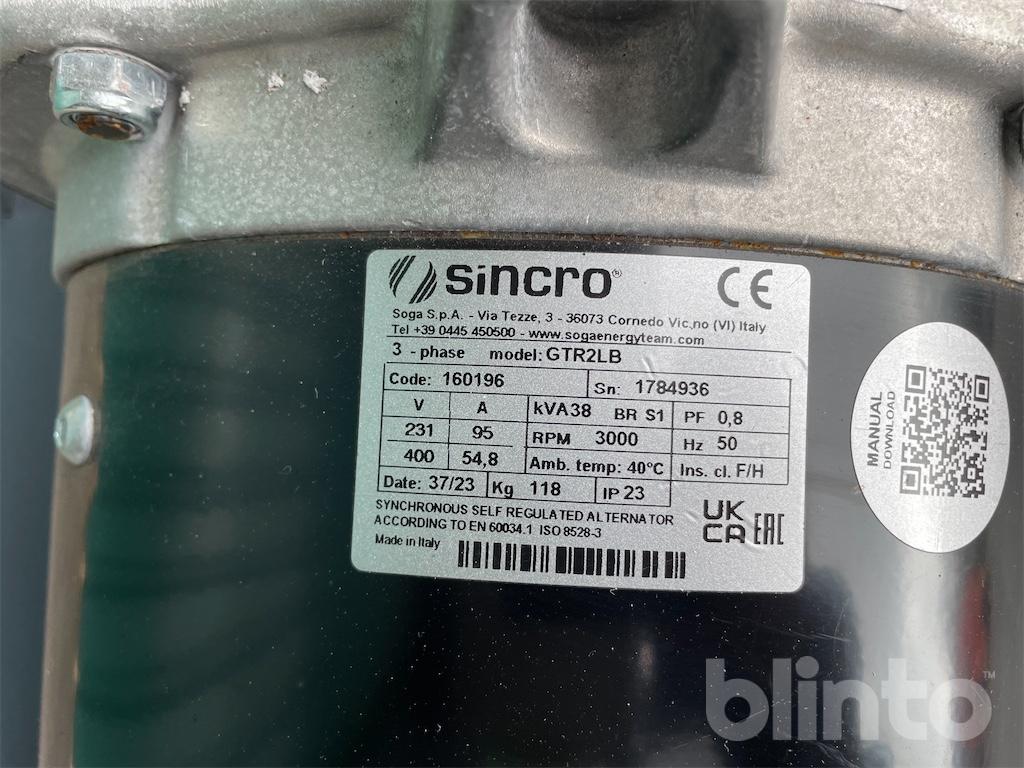 sincro® CE
Soga S.p.A. - Via Tezze, 3 - 36073 Cornedo Vic.no (VI) Italy
Tel +39 0445 450500 - www.sogaenergyteam.com
3 - phase model: GTR2LB
Code: 160196 Sn: 1784936
V A kVA38 BR S1 PF 0,8
231 95 RPM 3000 Hz 50
400 54,8 Amb. temp: 40°C Ins. cl. F/H
Date: 37/23 Kg 118 IP 23
SYNCHRONOUS SELF REGULATED ALTERNATOR
ACCORDING TO EN 60034.1 ISO 8528-3
Made in Italy
UK
CA EAC
MANUAL
DOWNLOAD
blinto™